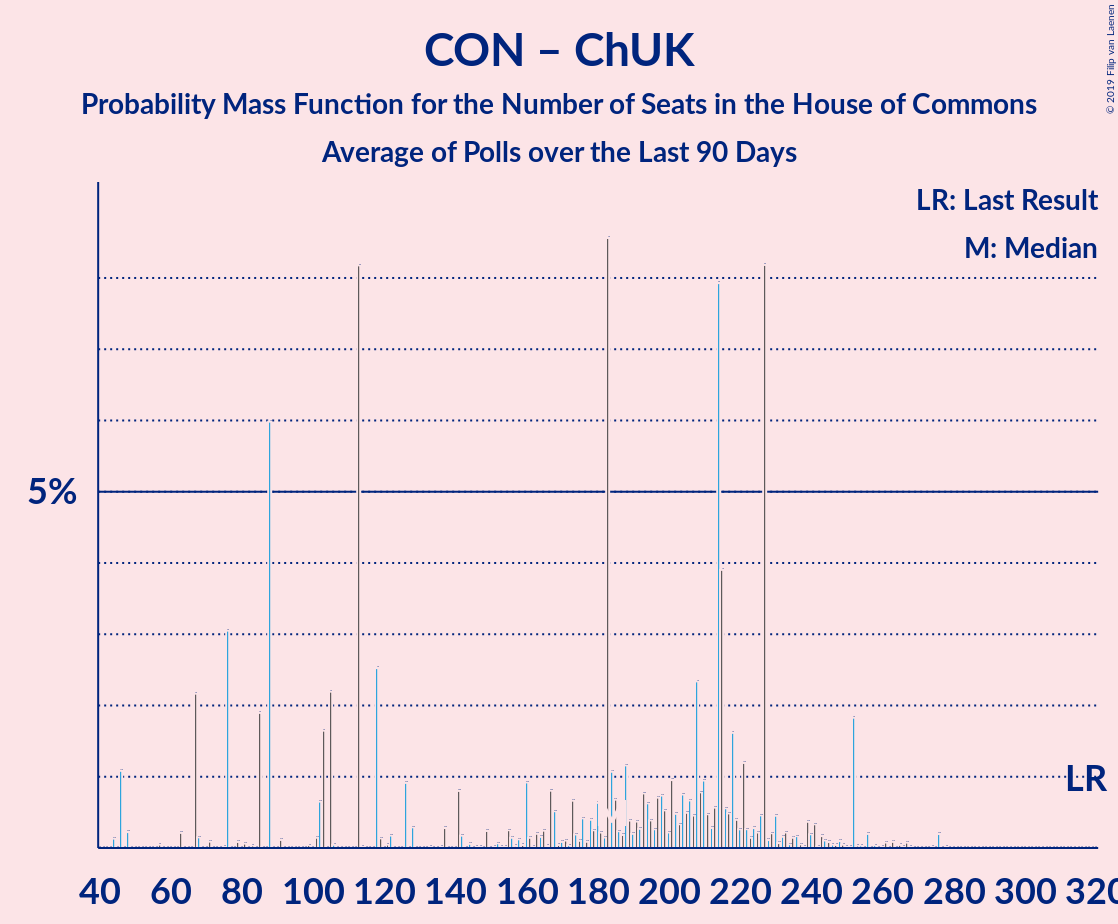 CON – ChUK
Probability Mass Function for the Number of Seats in the House of Commons
Average of Polls over the Last 90 Days
© 2019 Filip van Laenen
LR: Last Result
M: Median
5%
LR
40 60 80 100 120 140 160 180 200 220 240 260 280 300 320